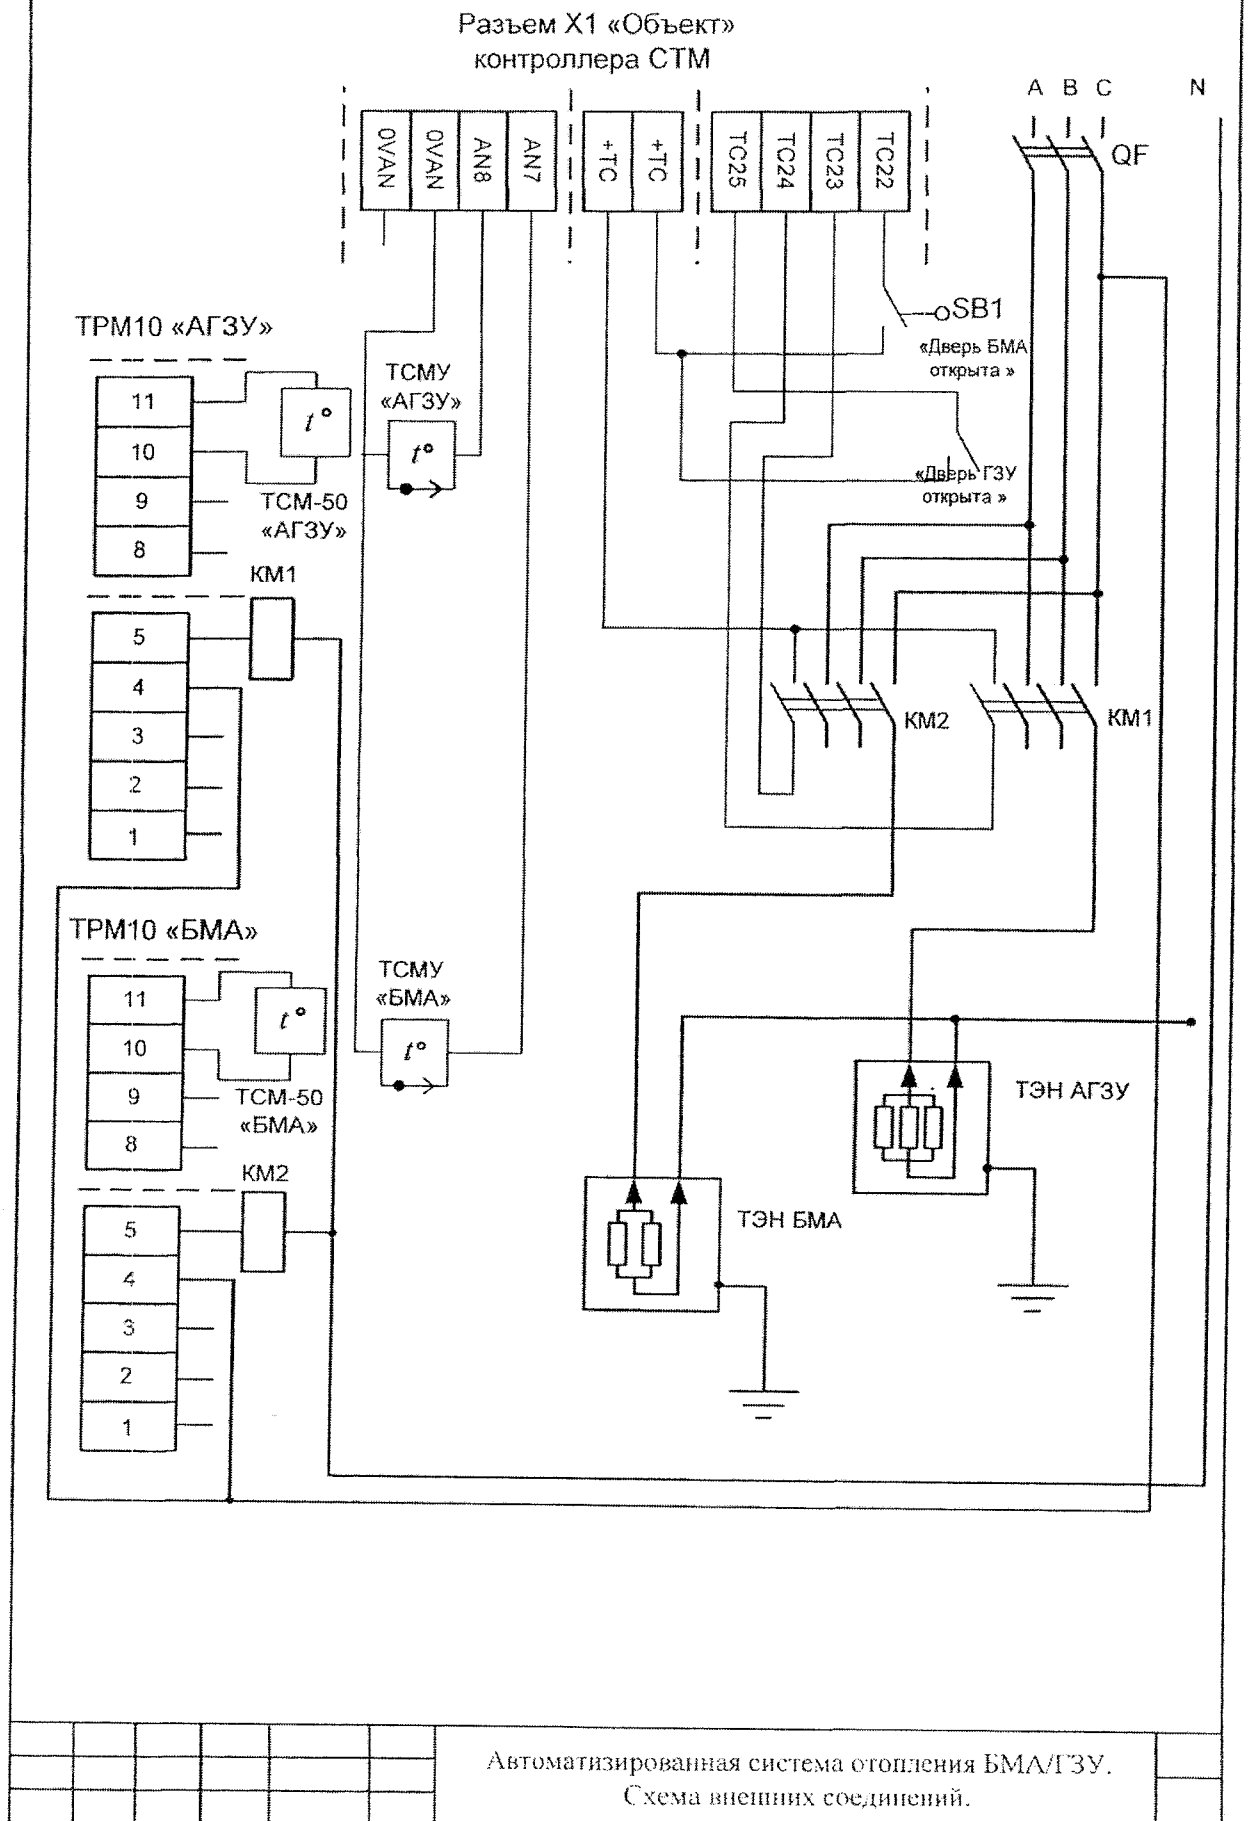 Разъем X1 «Объект»
контроллера СТМ
A B C N
0VAN 0VAN AN8 AN7 +TC +TC TC25 TC24 TC23 TC22
QF
SB1
«Дверь БМА
открыта »
ТРМ10 «АГЗУ»
ТСМУ
«АГЗУ»
11
t°
10
t°
9
8
ТСМ-50
«АГЗУ»
«Дверь ГЗУ
открыта »
КМ1
5
4
3
2
1
КМ2
КМ1
ТРМ10 «БМА»
ТСМУ
«БМА»
11
t°
10
t°
9
8
ТСМ-50
«БМА»
ТЭН АГЗУ
КМ2
5
4
3
2
1
ТЭН БМА
Автоматизированная система отопления БМА/ГЗУ.
Схема внешних соединений.